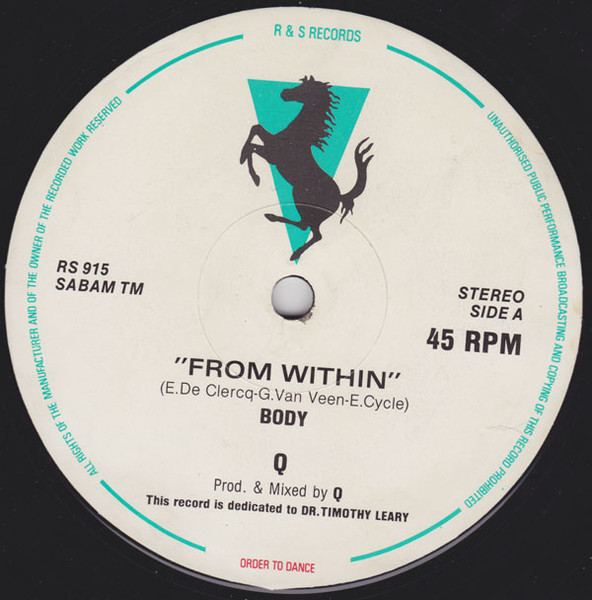 R & S RECORDS
ALL RIGHTS OF THE MANUFACTURER AND OF THE OWNER OF THE RECORDED WORK RESERVED
UNAUTHORISED PUBLIC PERFORMANCE BROADCASTING AND COPYING OF THIS RECORD PROHIBITED
RS 915
SABAM TM
STEREO
SIDE A
45 RPM
"FROM WITHIN"
(E.De Clercq-G.Van Veen-E.Cycle)
BODY
Q
Prod. & Mixed by Q
This record is dedicated to DR.TIMOTHY LEARY
ORDER TO DANCE